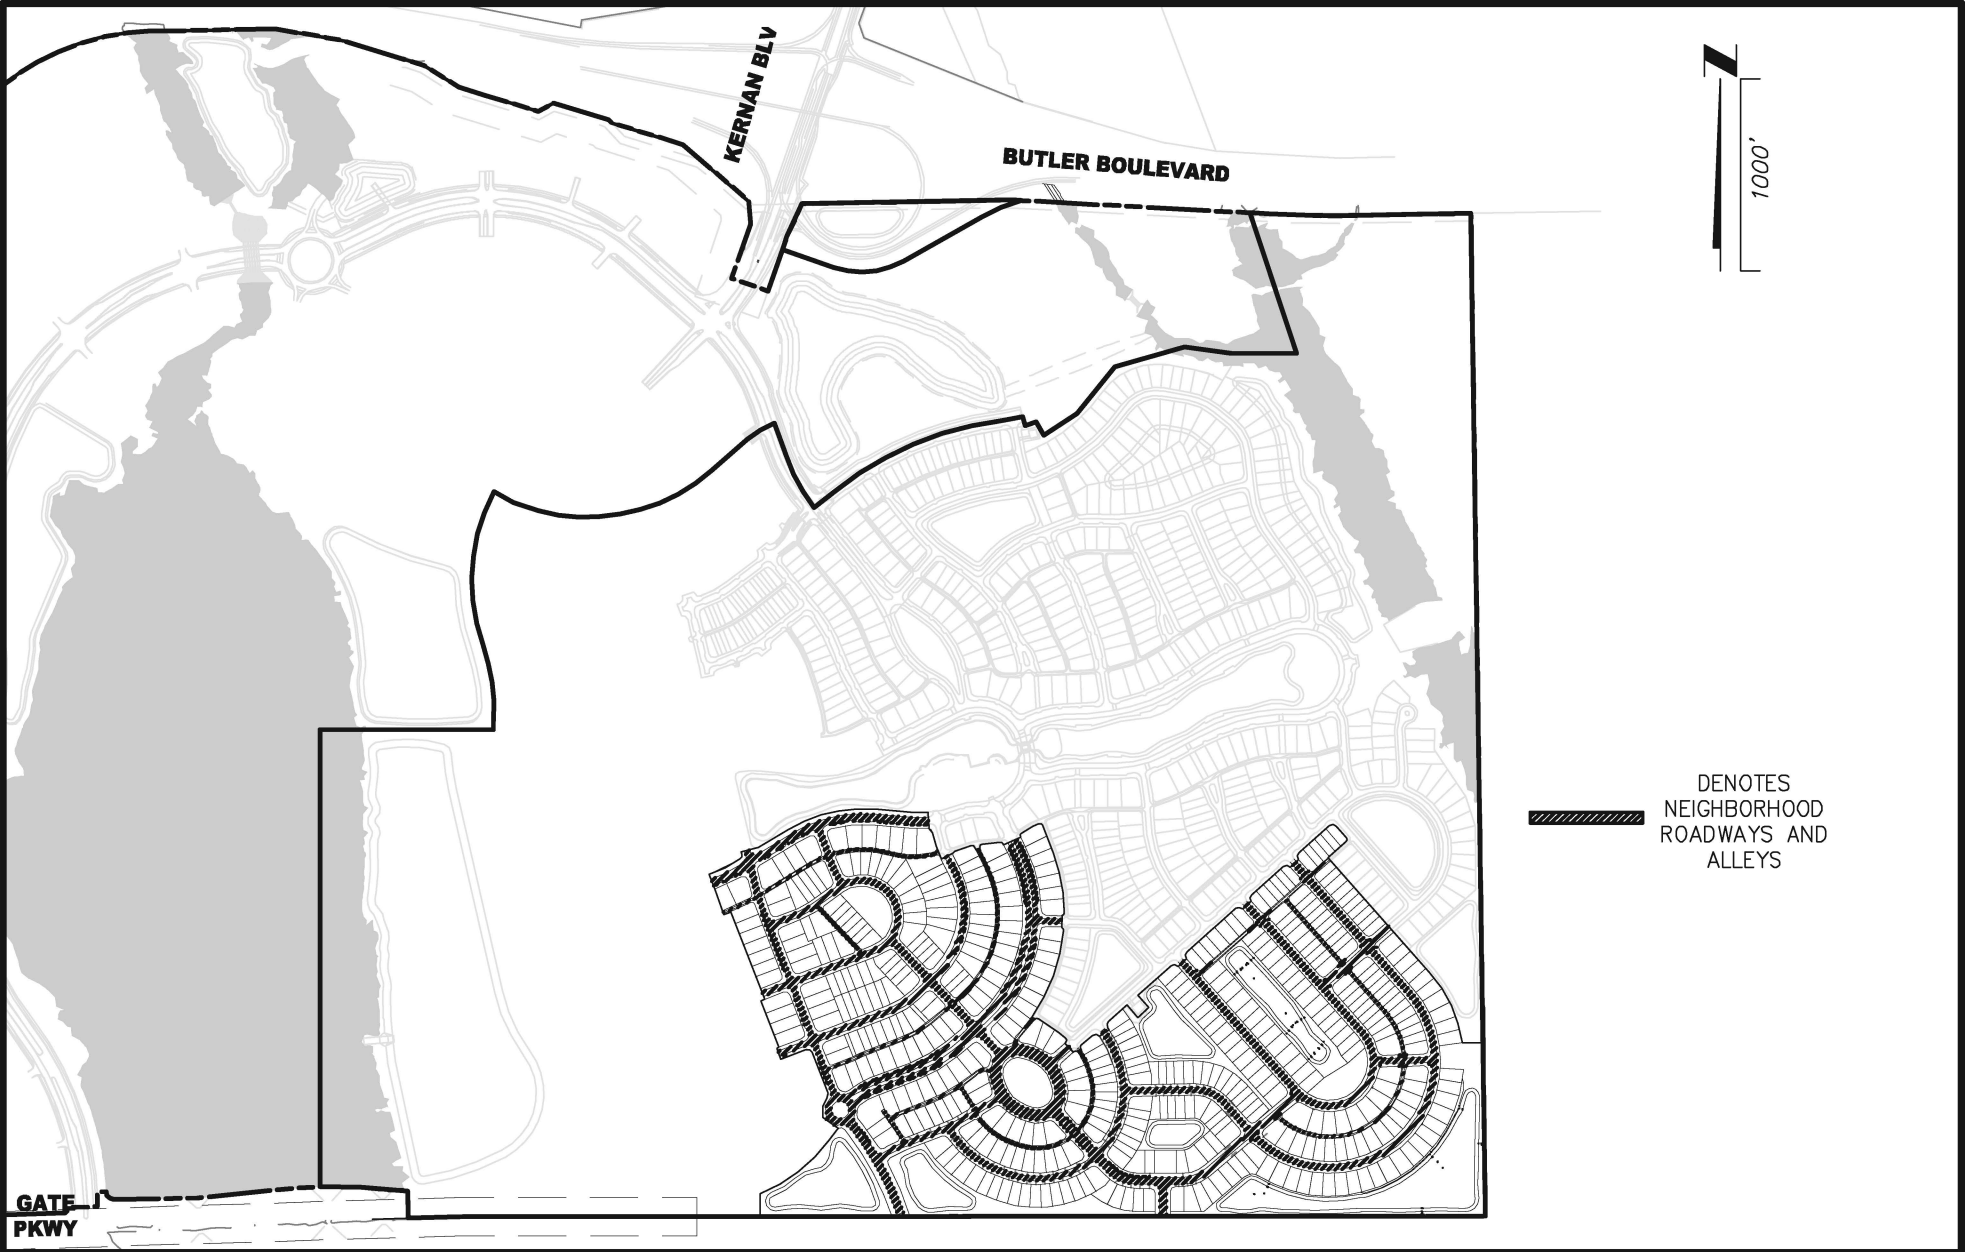 KERNAN BLV
BUTLER BOULEVARD
N
1000'
DENOTES
NEIGHBORHOOD
ROADWAYS AND
ALLEYS
GATE
PKWY